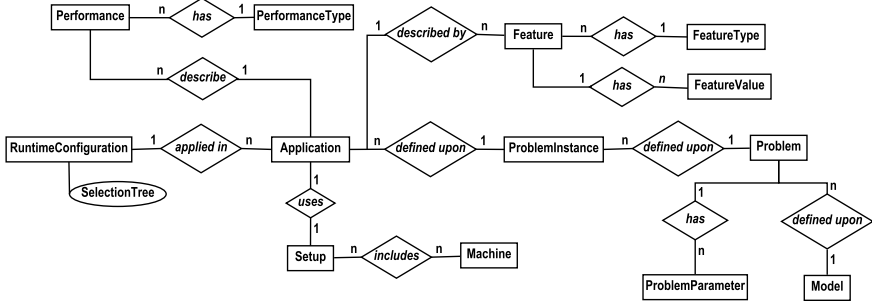 Performance n has 1 PerformanceType
1 described by n Feature n has 1 FeatureType
n describe 1
1 has n FeatureValue
RuntimeConfiguration 1 applied in n Application n defined upon 1 ProblemInstance n defined upon 1 Problem
SelectionTree
1
uses
1
1 n
has defined upon
n 1
Setup n includes n Machine
ProblemParameter Model